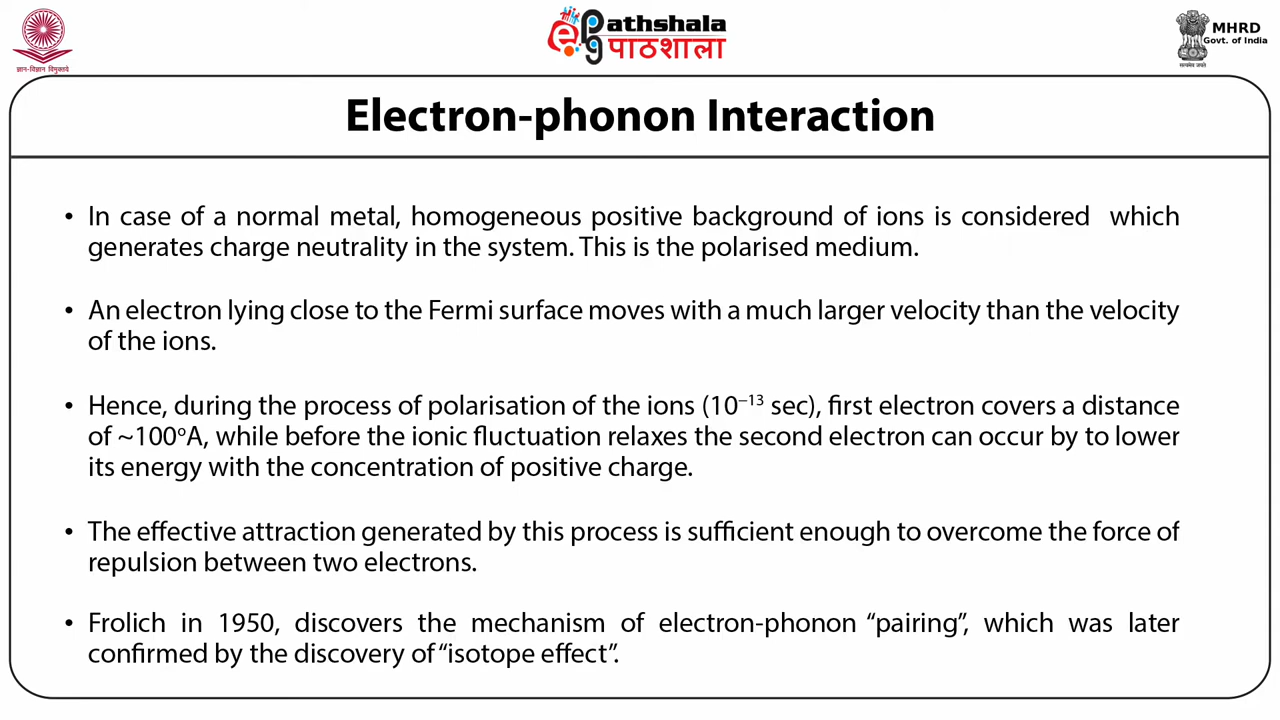 ज्ञान-विज्ञान विमुक्तये
ePg Pathshala
पाठशाला
MHRD
Govt. of India
सत्यमेव जयते
Electron-phonon Interaction
• In case of a normal metal, homogeneous positive background of ions is considered which
generates charge neutrality in the system. This is the polarised medium.
• An electron lying close to the Fermi surface moves with a much larger velocity than the velocity
of the ions.
• Hence, during the process of polarisation of the ions (10⁻¹³ sec), first electron covers a distance
of ~100ᵒA, while before the ionic fluctuation relaxes the second electron can occur by to lower
its energy with the concentration of positive charge.
• The effective attraction generated by this process is sufficient enough to overcome the force of
repulsion between two electrons.
• Frolich in 1950, discovers the mechanism of electron-phonon “pairing”, which was later
confirmed by the discovery of “isotope effect”.